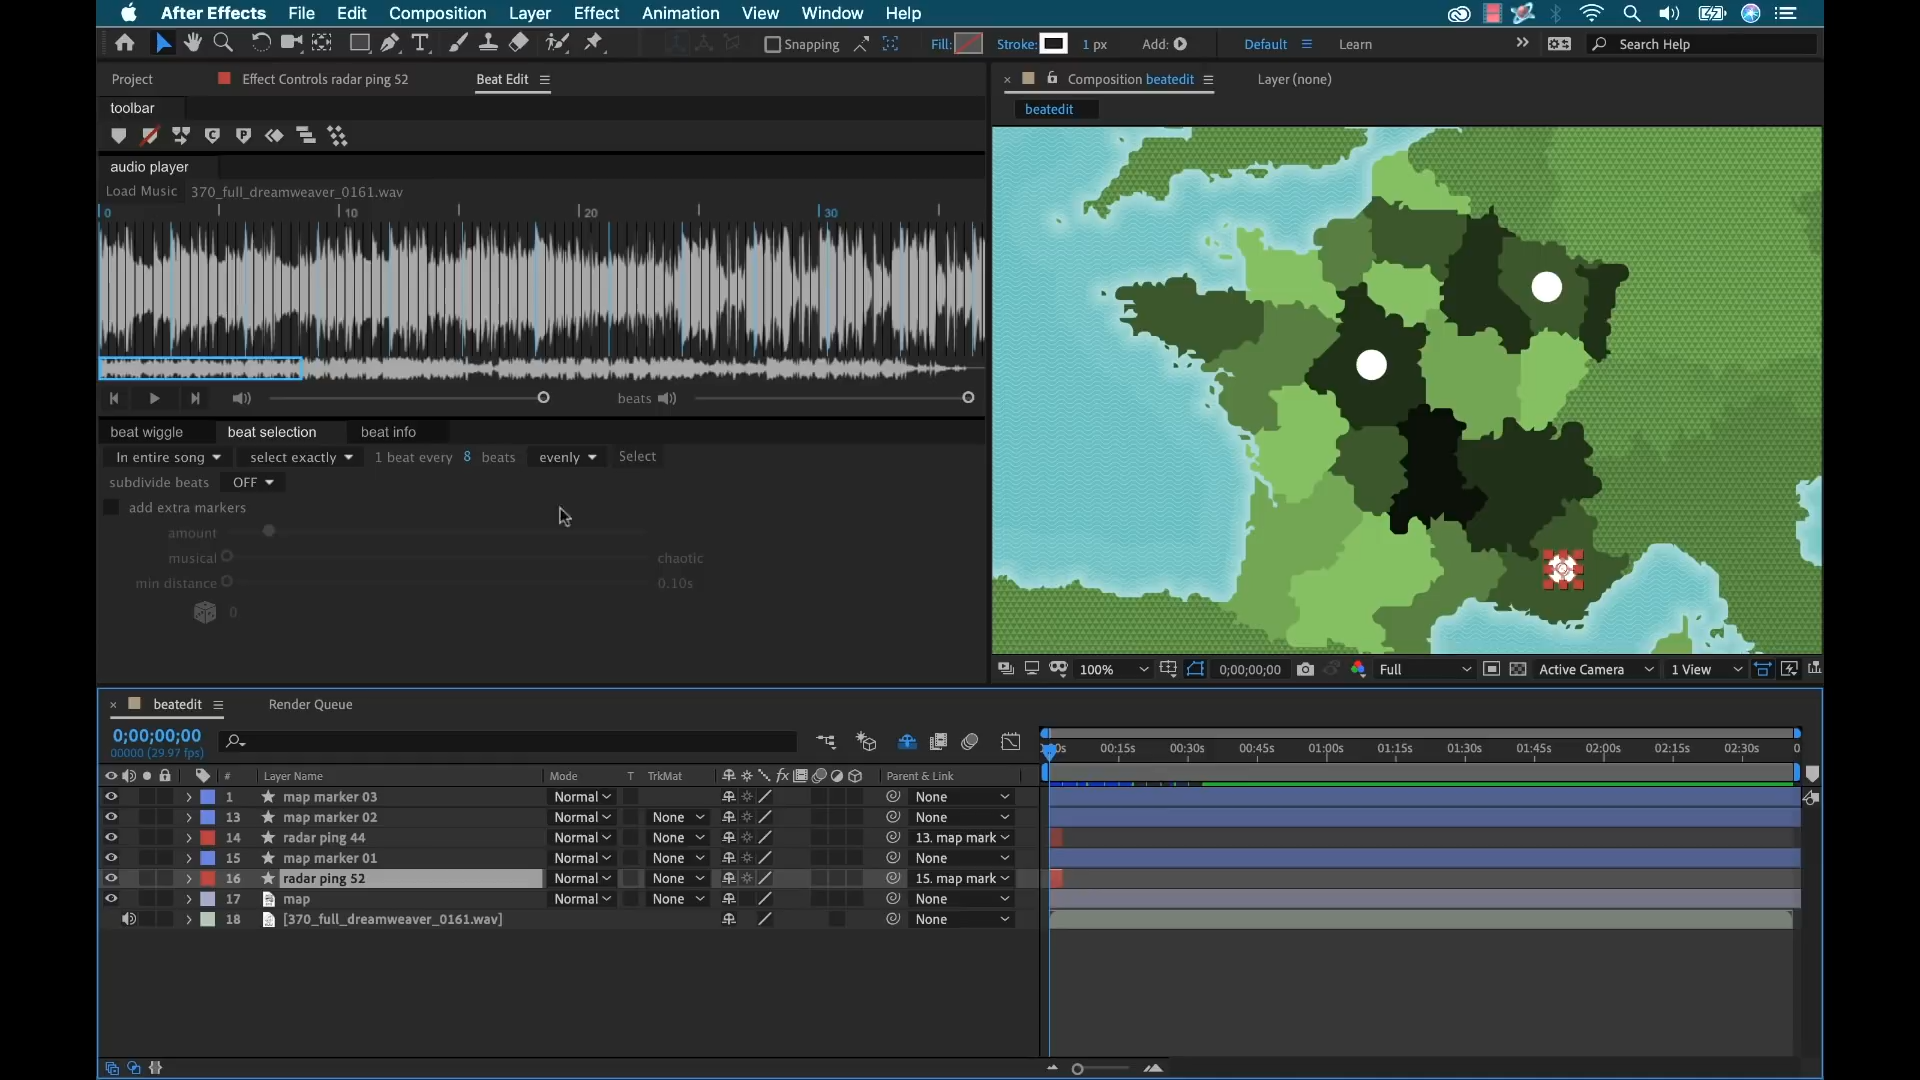 After Effects File Edit Composition Layer Effect Animation View Window Help
Snapping Fill: Stroke: 1 px Add: Default Learn Search Help
Project Effect Controls radar ping 52 Beat Edit
Composition beatedit Layer (none)
toolbar
beatedit
audio player
Load Music 370_full_dreamweaver_0161.wav
0 10 20 30
beats
beat wiggle beat selection beat info
In entire song select exactly 1 beat every 8 beats evenly Select
subdivide beats OFF
add extra markers
amount
musical chaotic
min distance 0.10s
0
100% 0;00;00;00 Full Active Camera 1 View
beatedit Render Queue
0;00;00;00
00000 (29.97 fps)
00:15s 00:30s 00:45s 01:00s 01:15s 01:30s 01:45s 02:00s 02:15s 02:30s
# Layer Name Mode T TrkMat fx Parent & Link
1 map marker 03 Normal None
13 map marker 02 Normal None None
14 radar ping 44 Normal None 13. map mark
15 map marker 01 Normal None None
16 radar ping 52 Normal None 15. map mark
17 map Normal None None
18 [370_full_dreamweaver_0161.wav] None